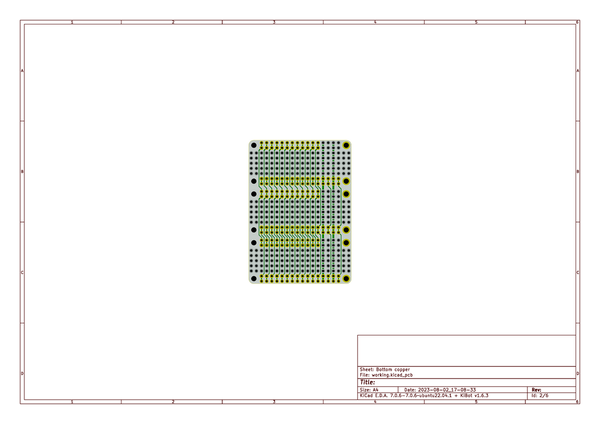 1 2 3 4 5 6
A A
B B
C C
D D
Sheet: Bottom copper
File: working.kicad_pcb
Title:
Size: A4 Date: 2023-08-02_17-08-33 Rev:
KiCad E.D.A. 7.0.6-7.0.6~ubuntu22.04.1 + KiBot v1.6.3 Id: 2/6
1 2 3 4 5 6